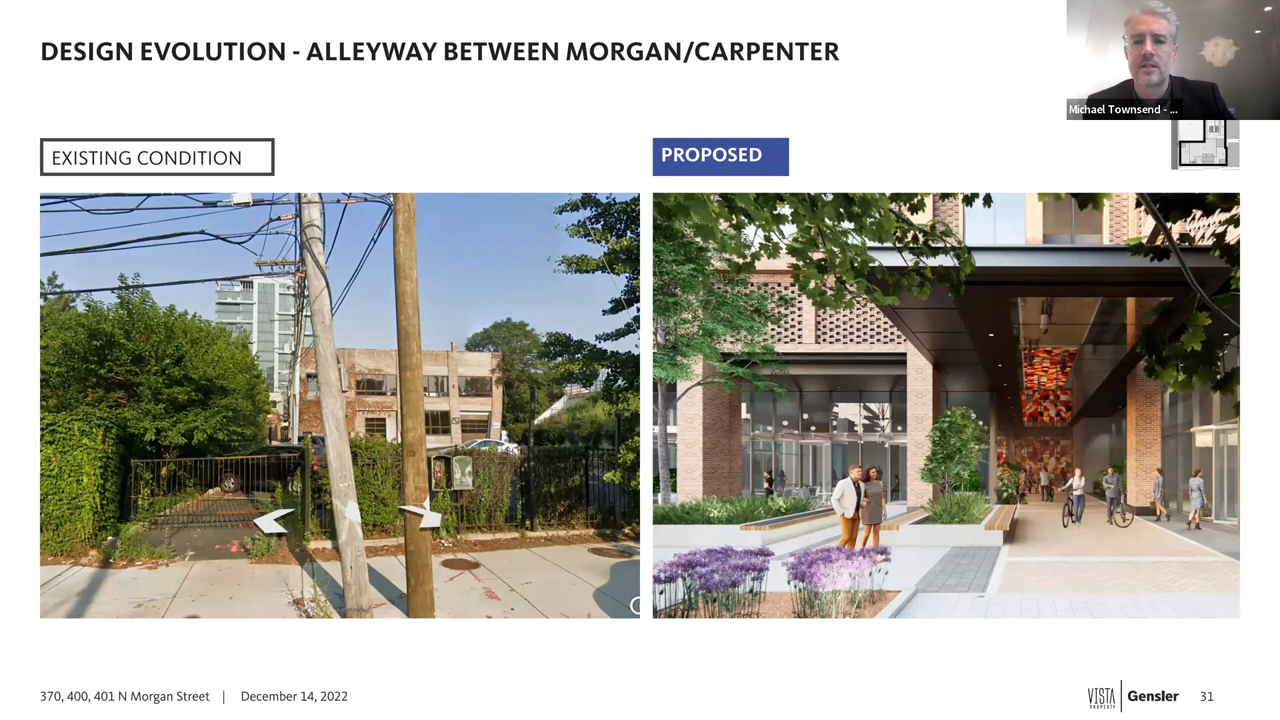 DESIGN EVOLUTION - ALLEYWAY BETWEEN MORGAN/CARPENTER
Michael Townsend - ...
EXISTING CONDITION
PROPOSED
370, 400, 401 N Morgan Street | December 14, 2022
VISTA
PROPERTY
Gensler
31